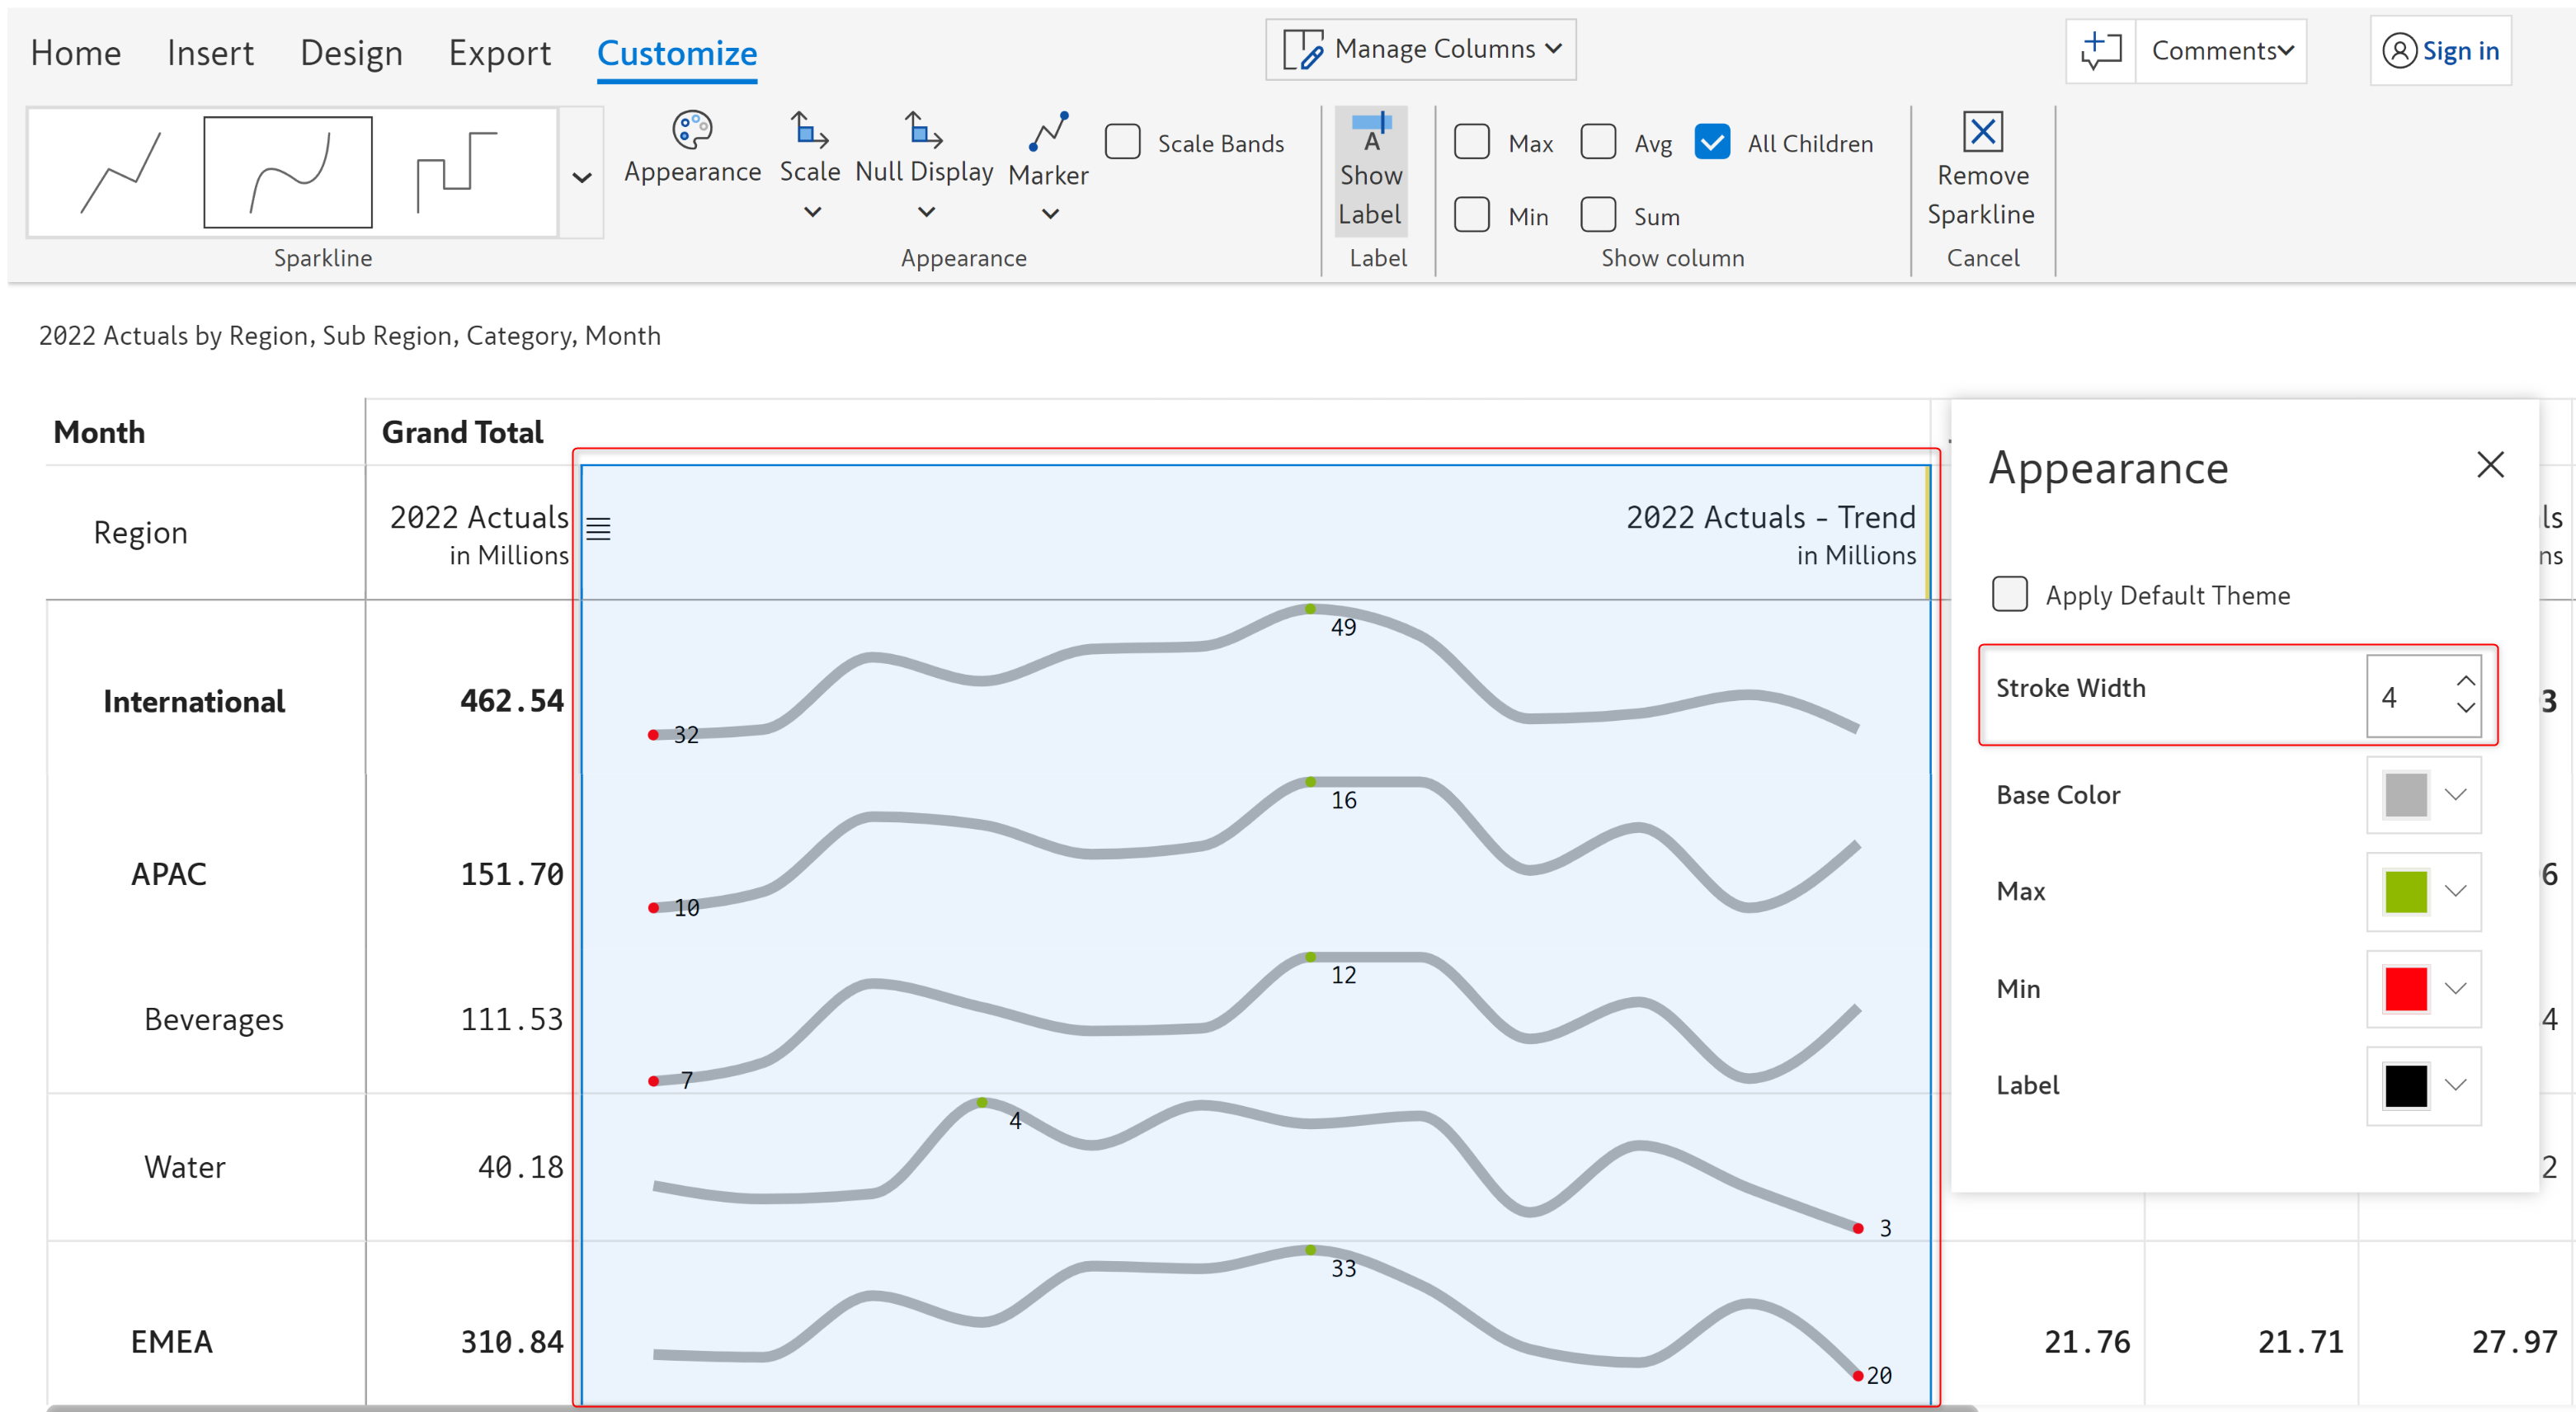 Home Insert Design Export Customize Manage Columns Comments Sign in
Appearance Scale Null Display Marker Scale Bands A Show Label Max Avg All Children Remove Sparkline
Min Sum
Sparkline Appearance Label Show column Cancel
2022 Actuals by Region, Sub Region, Category, Month
Month Grand Total
Region 2022 Actuals 2022 Actuals - Trend ls
in Millions in Millions ns
International 462.54 32 49 3
APAC 151.70 10 16 6
Beverages 111.53 7 12 4
Water 40.18 4 3 2
EMEA 310.84 33 20 21.76 21.71 27.97
Appearance
Apply Default Theme
Stroke Width 4
Base Color
Max
Min
Label